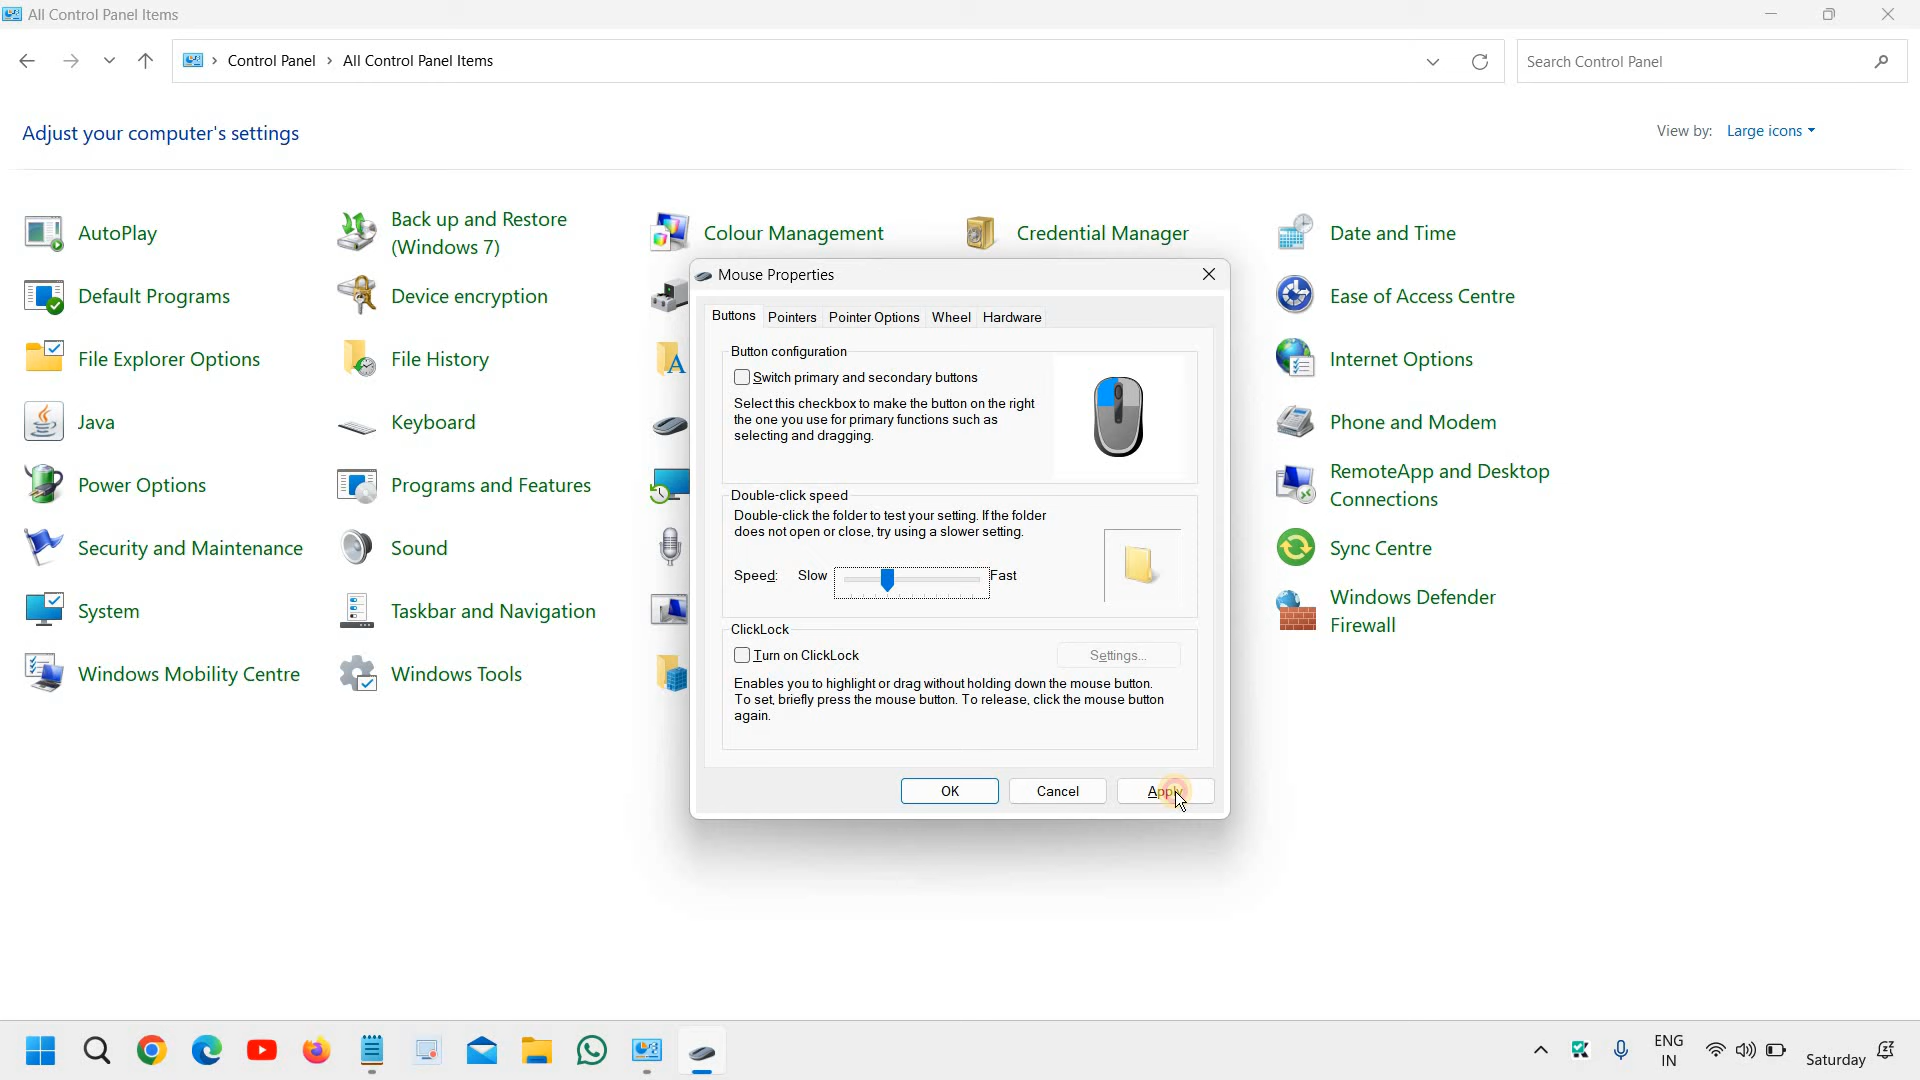 All Control Panel Items
Control Panel > All Control Panel Items
Search Control Panel
Adjust your computer's settings
View by: Large icons
AutoPlay
Back up and Restore
(Windows 7)
Colour Management
Credential Manager
Date and Time
Default Programs
Device encryption
Ease of Access Centre
File Explorer Options
File History
Internet Options
Java
Keyboard
Phone and Modem
Power Options
Programs and Features
RemoteApp and Desktop
Connections
Security and Maintenance
Sound
Sync Centre
System
Taskbar and Navigation
Windows Defender
Firewall
Windows Mobility Centre
Windows Tools
Mouse Properties
Buttons Pointers Pointer Options Wheel Hardware
Button configuration
Switch primary and secondary buttons
Select this checkbox to make the button on the right
the one you use for primary functions such as
selecting and dragging.
Double-click speed
Double-click the folder to test your setting. If the folder
does not open or close, try using a slower setting.
Speed: Slow Fast
ClickLock
Turn on ClickLock
Settings...
Enables you to highlight or drag without holding down the mouse button.
To set, briefly press the mouse button. To release, click the mouse button
again.
OK Cancel Apply
ENG
IN
Saturday